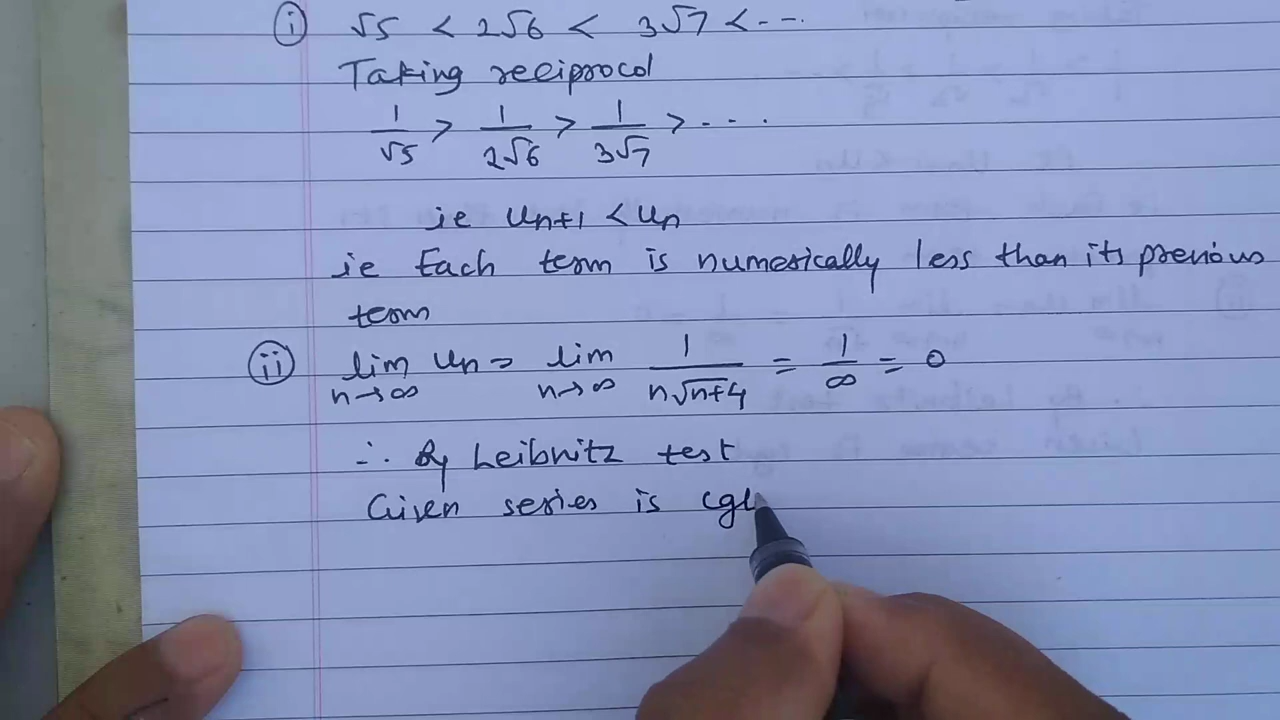 (i) √5 < 2√6 < 3√7 < ---
Taking reciprocol
1/√5 > 1/2√6 > 1/3√7 > ----
ie Un+1 < Un
ie Each term is numerically less than its previous
term
(ii) lim n→∞ Un = lim n→∞ 1/n√n+4 = 1/∞ = 0
∴ By Leibnitz test
Given series is cgt